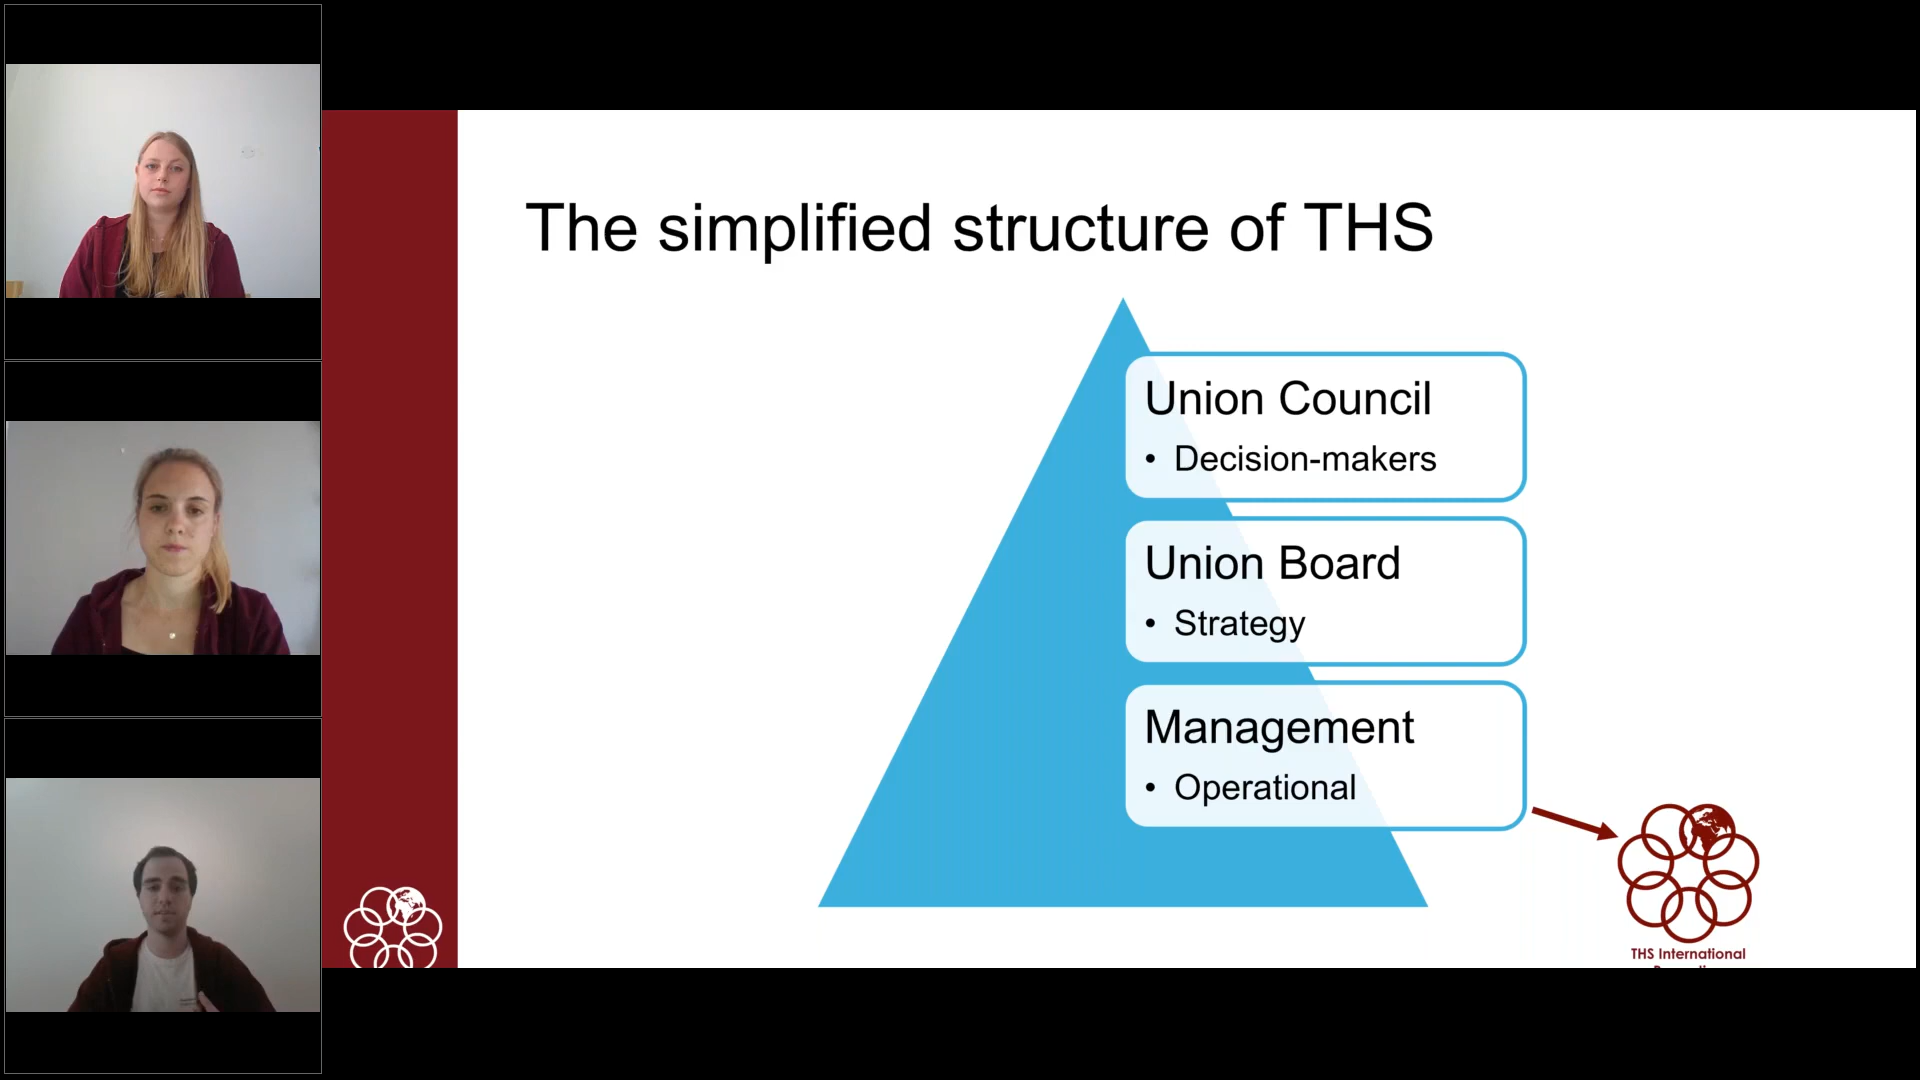 The simplified structure of THS
Union Council
• Decision-makers
Union Board
• Strategy
Management
• Operational
THS International